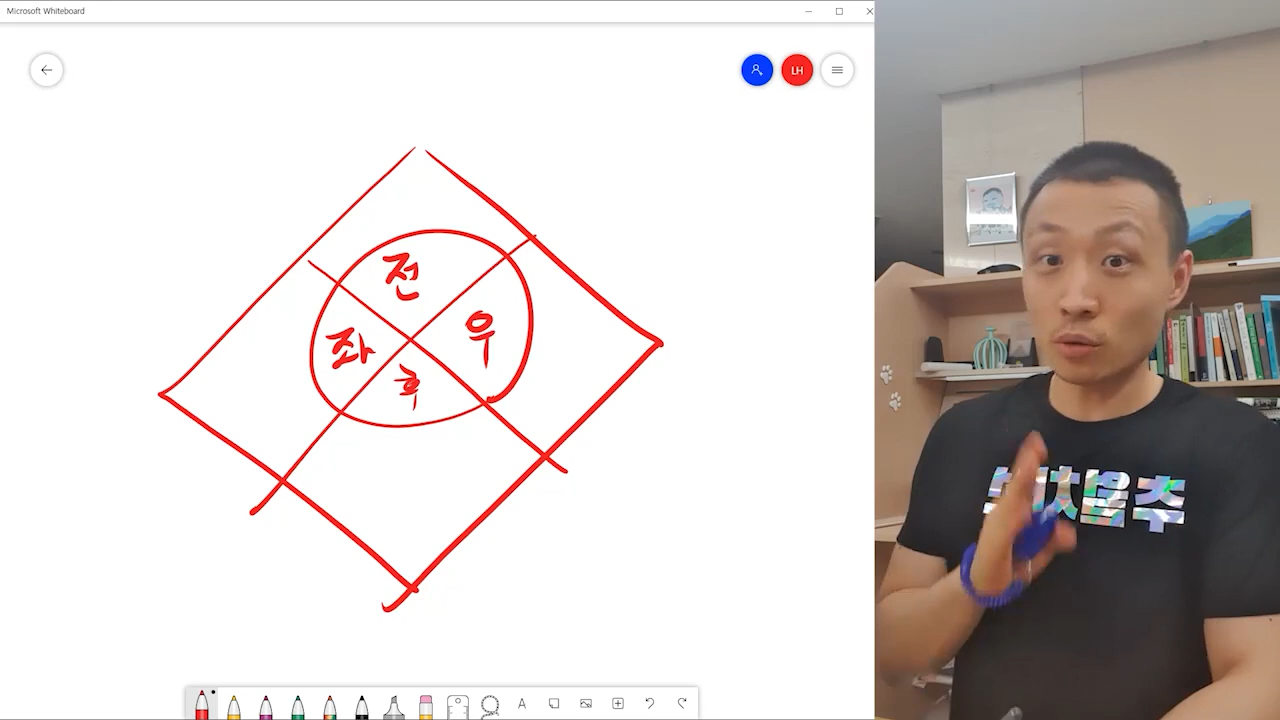 Microsoft Whiteboard
LH
전
좌
우
후